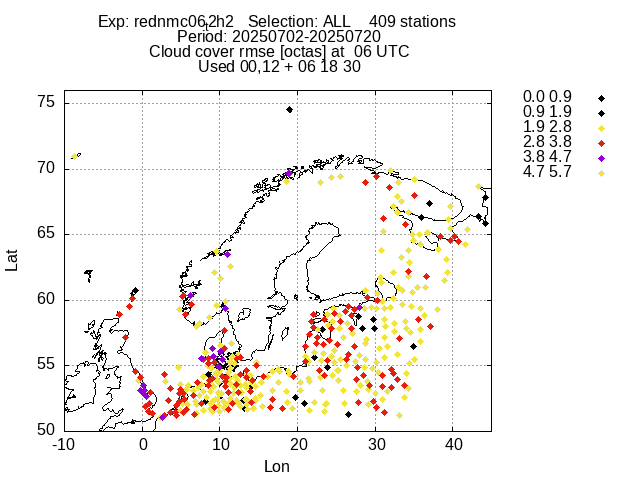 Exp: rednmc06b2h2 Selection: ALL 409 stations
Period: 20250702-20250720
Cloud cover rmse [octas] at 06 UTC
Used 00,12 + 06 18 30
0.0 0.9
0.9 1.9
1.9 2.8
2.8 3.8
3.8 4.7
4.7 5.7
75
70
65
60
55
50
Lat
-10 0 10 20 30 40
Lon